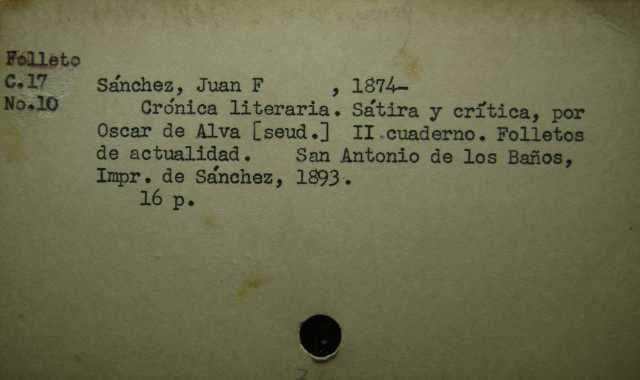 Folleto
C.17
No.10
Sánchez, Juan F , 1874-
Crónica literaria. Sátira y crítica, por
Oscar de Alva [seud.] II cuaderno. Folletos
de actualidad. San Antonio de los Baños,
Impr. de Sánchez, 1893.
16 p.